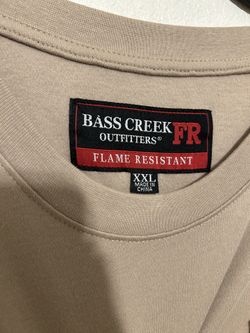 BASS CREEK FR
OUTFITTERS®
FLAME RESISTANT
XXL
MADE IN
CHINA